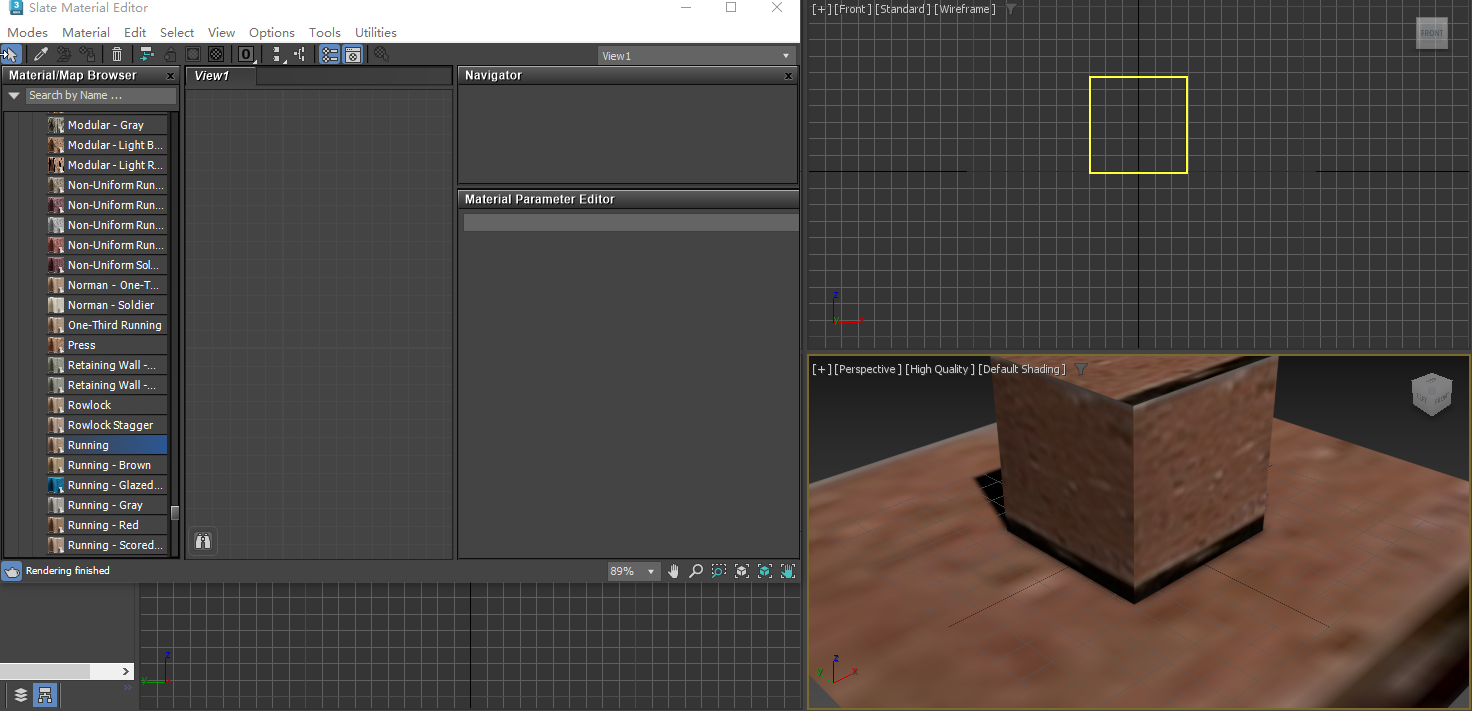 Slate Material Editor
Modes Material Edit Select View Options Tools Utilities
View1
Material/Map Browser
Search by Name ...
Modular - Gray
Modular - Light B...
Modular - Light R...
Non-Uniform Run...
Non-Uniform Run...
Non-Uniform Run...
Non-Uniform Run...
Non-Uniform Sol...
Norman - One-T...
Norman - Soldier
One-Third Running
Press
Retaining Wall -...
Retaining Wall -...
Rowlock
Rowlock Stagger
Running
Running - Brown
Running - Glazed...
Running - Gray
Running - Red
Running - Scored...
View1
Navigator
Material Parameter Editor
Rendering finished
89%
[+] [Front] [Standard] [Wireframe]
FRONT
z
x
[+] [Perspective] [High Quality] [Default Shading]
z
y
x
z
y
x